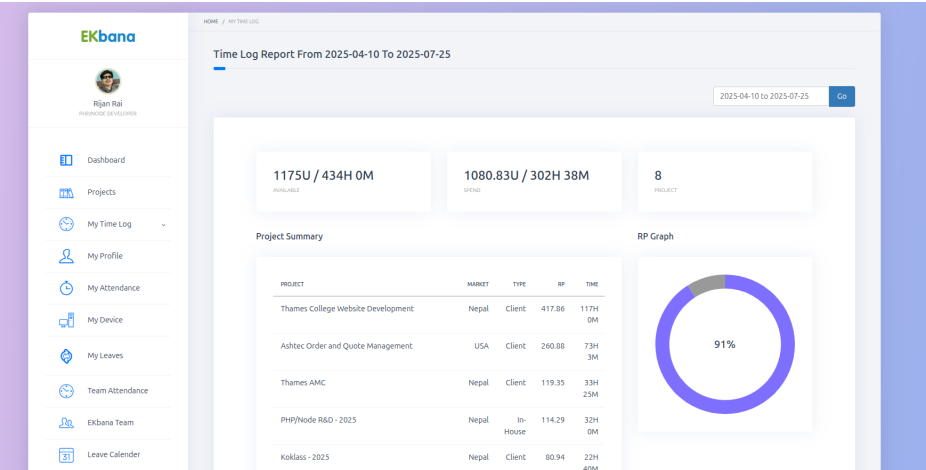 HOME / MY TIME LOG
EKbana
Rijan Rai
PHP/NODE DEVELOPER
Dashboard
Projects
My Time Log
My Profile
My Attendance
My Device
My Leaves
Team Attendance
EKbana Team
31
Leave Calender
Time Log Report From 2025-04-10 To 2025-07-25
2025-04-10 to 2025-07-25
Go
1175U / 434H 0M
AVAILABLE
1080.83U / 302H 38M
SPEND
8
PROJECT
Project Summary
PROJECT MARKET TYPE RP TIME
Thames College Website Development Nepal Client 417.86 117H
0M
Ashtec Order and Quote Management USA Client 260.88 73H
3M
Thames AMC Nepal Client 119.35 33H
25M
PHP/Node R&D - 2025 Nepal In- 114.29 32H
House 0M
Koklass - 2025 Nepal Client 80.94 22H
40M
RP Graph
91%